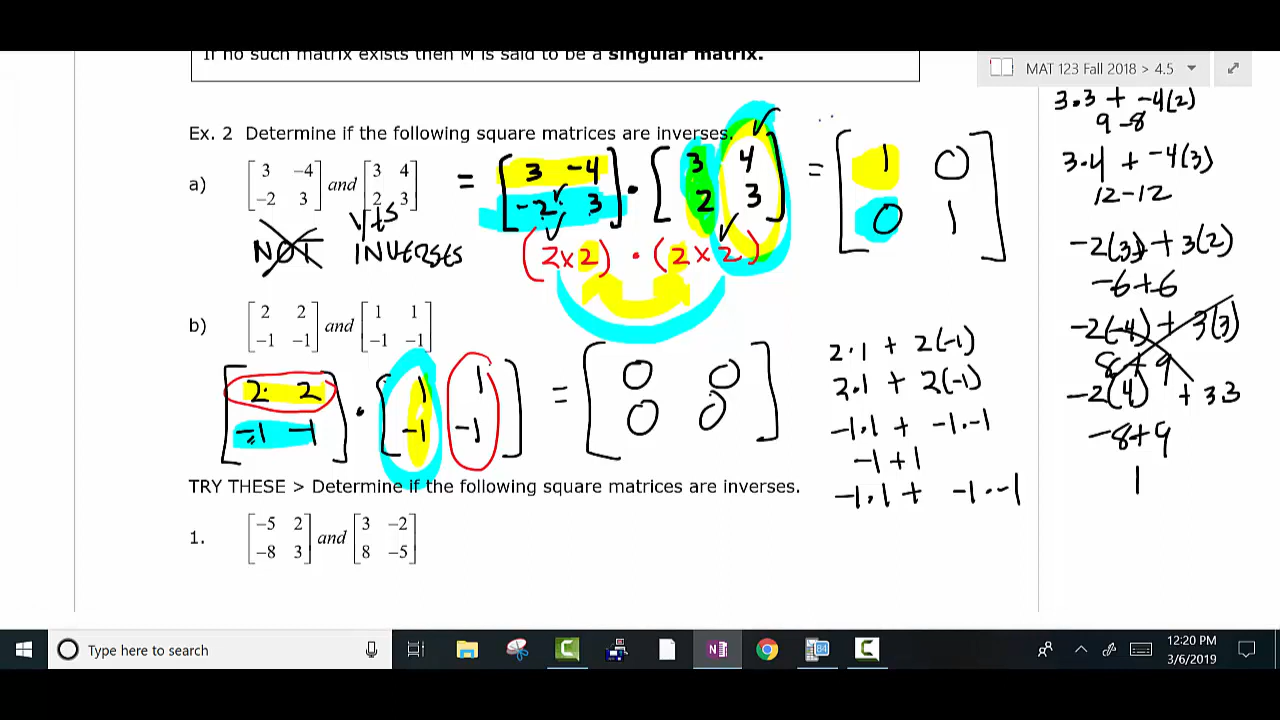 If no such matrix exists then M is said to be a singular matrix.
MAT 123 Fall 2018 > 4.5
Ex. 2 Determine if the following square matrices are inverses.
a) [3 −4; −2 3] and [3 4; 2 3] = [3 −4; −2 3] · [3 4; 2 3] = [1 0; 0 1]
NOT Yes INVERSES
(2×2) · (2×2)
b) [2 2; −1 −1] and [1 1; −1 −1]
[2 2; −1 −1] · [1 1; −1 −1] = [0 0; 0 0]
2·1 + 2(−1)
2·1 + 2(−1)
−1·1 + −1·−1
−1 + 1
−1·1 + −1·−1
3·3 + −4(2)
9 −8
3·4 + −4(3)
12 −12
−2(3) + 3(2)
−6+6
−2(−4) + 3(3)
8 + 9
−2(4) + 3·3
−8+9
1
TRY THESE > Determine if the following square matrices are inverses.
1. [−5 2; −8 3] and [3 −2; 8 −5]
Type here to search
12:20 PM
3/6/2019